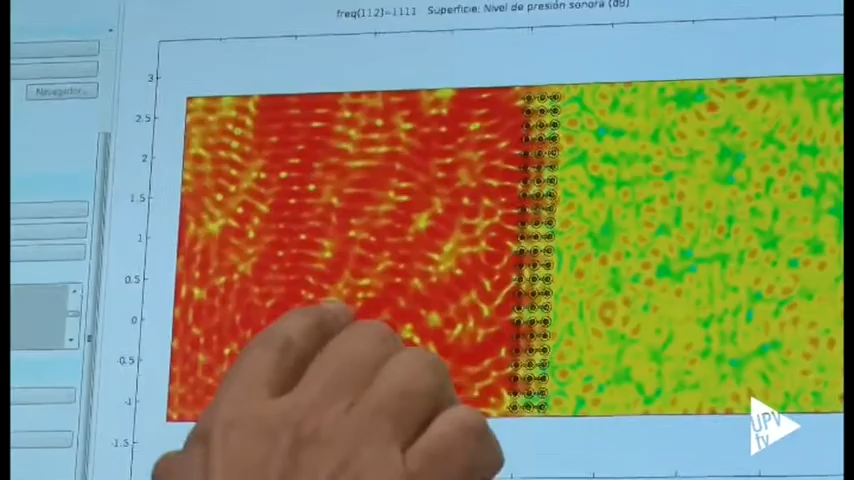 freq(112)=1111 Superficie: Nivel de presión sonora (dB)
Navegador...
3
2.5
2
1.5
1
0.5
0
-0.5
-1
-1.5
UPV
tv